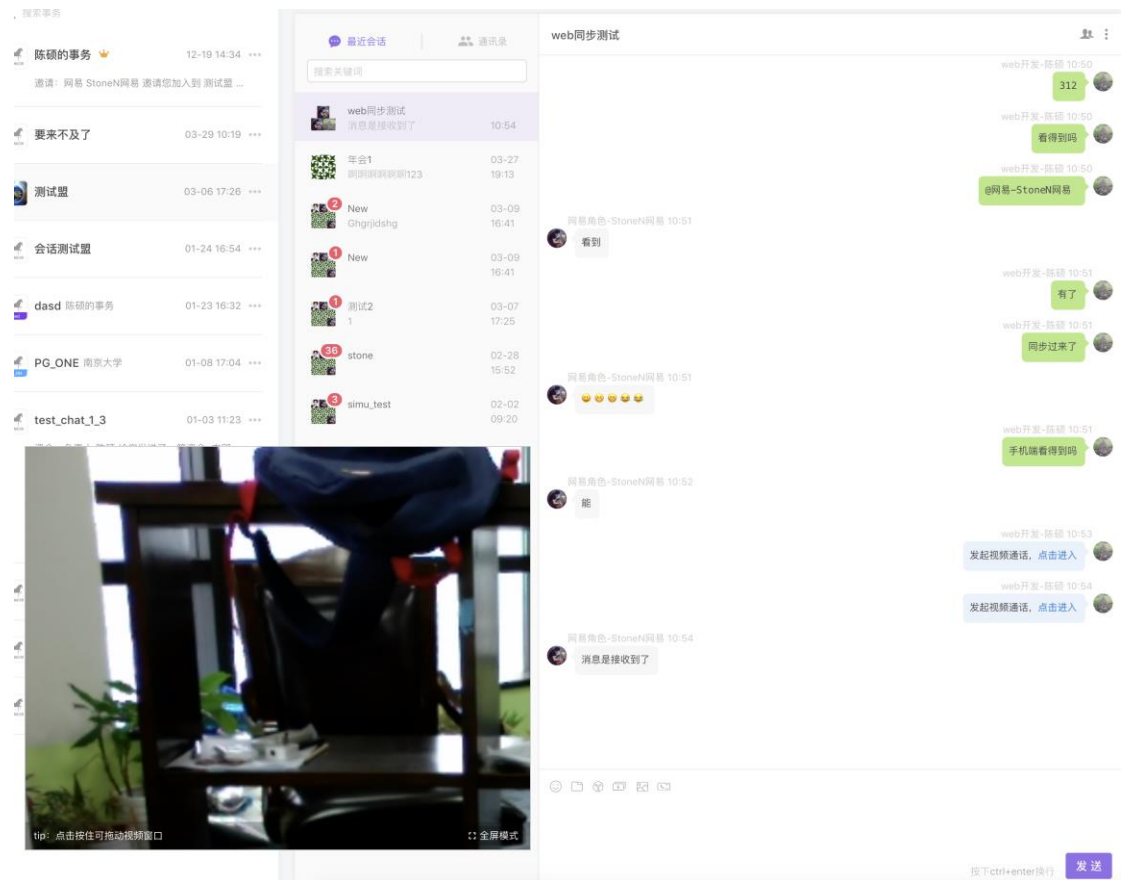 搜索事务
陈硕的事务 12-19 14:34
邀请：网易 StoneN网易 邀请您加入到 测试盟 ...
要来不及了 03-29 10:19
测试盟 03-06 17:26
会话测试盟 01-24 16:54
dasd 陈硕的事务 01-23 16:32
PG_ONE 南京大学 01-08 17:04
test_chat_1_3 01-03 11:23
最近会话 通讯录
搜索关键词
web同步测试
消息是接收到了 10:54
年会1 03-27
啊啊啊啊啊啊123 19:13
2 New 03-09
Ghgrjidshg 16:41
1 New 03-09
16:41
1 测试2 03-07
1 17:25
36 stone 02-28
15:52
3 simu_test 02-02
09:20
web同步测试
web开发-陈硕 10:50
312
web开发-陈硕 10:50
看得到吗
web开发-陈硕 10:50
@网易-StoneN网易
网易角色-StoneN网易 10:51
看到
web开发-陈硕 10:51
有了
web开发-陈硕 10:51
同步过来了
网易角色-StoneN网易 10:51
web开发-陈硕 10:51
手机端看得到吗
网易角色-StoneN网易 10:52
能
web开发-陈硕 10:53
发起视频通话，点击进入
web开发-陈硕 10:54
发起视频通话，点击进入
网易角色-StoneN网易 10:54
消息是接收到了
tip: 点击按住可拖动视频窗口
全屏模式
按下ctrl+enter换行
发送